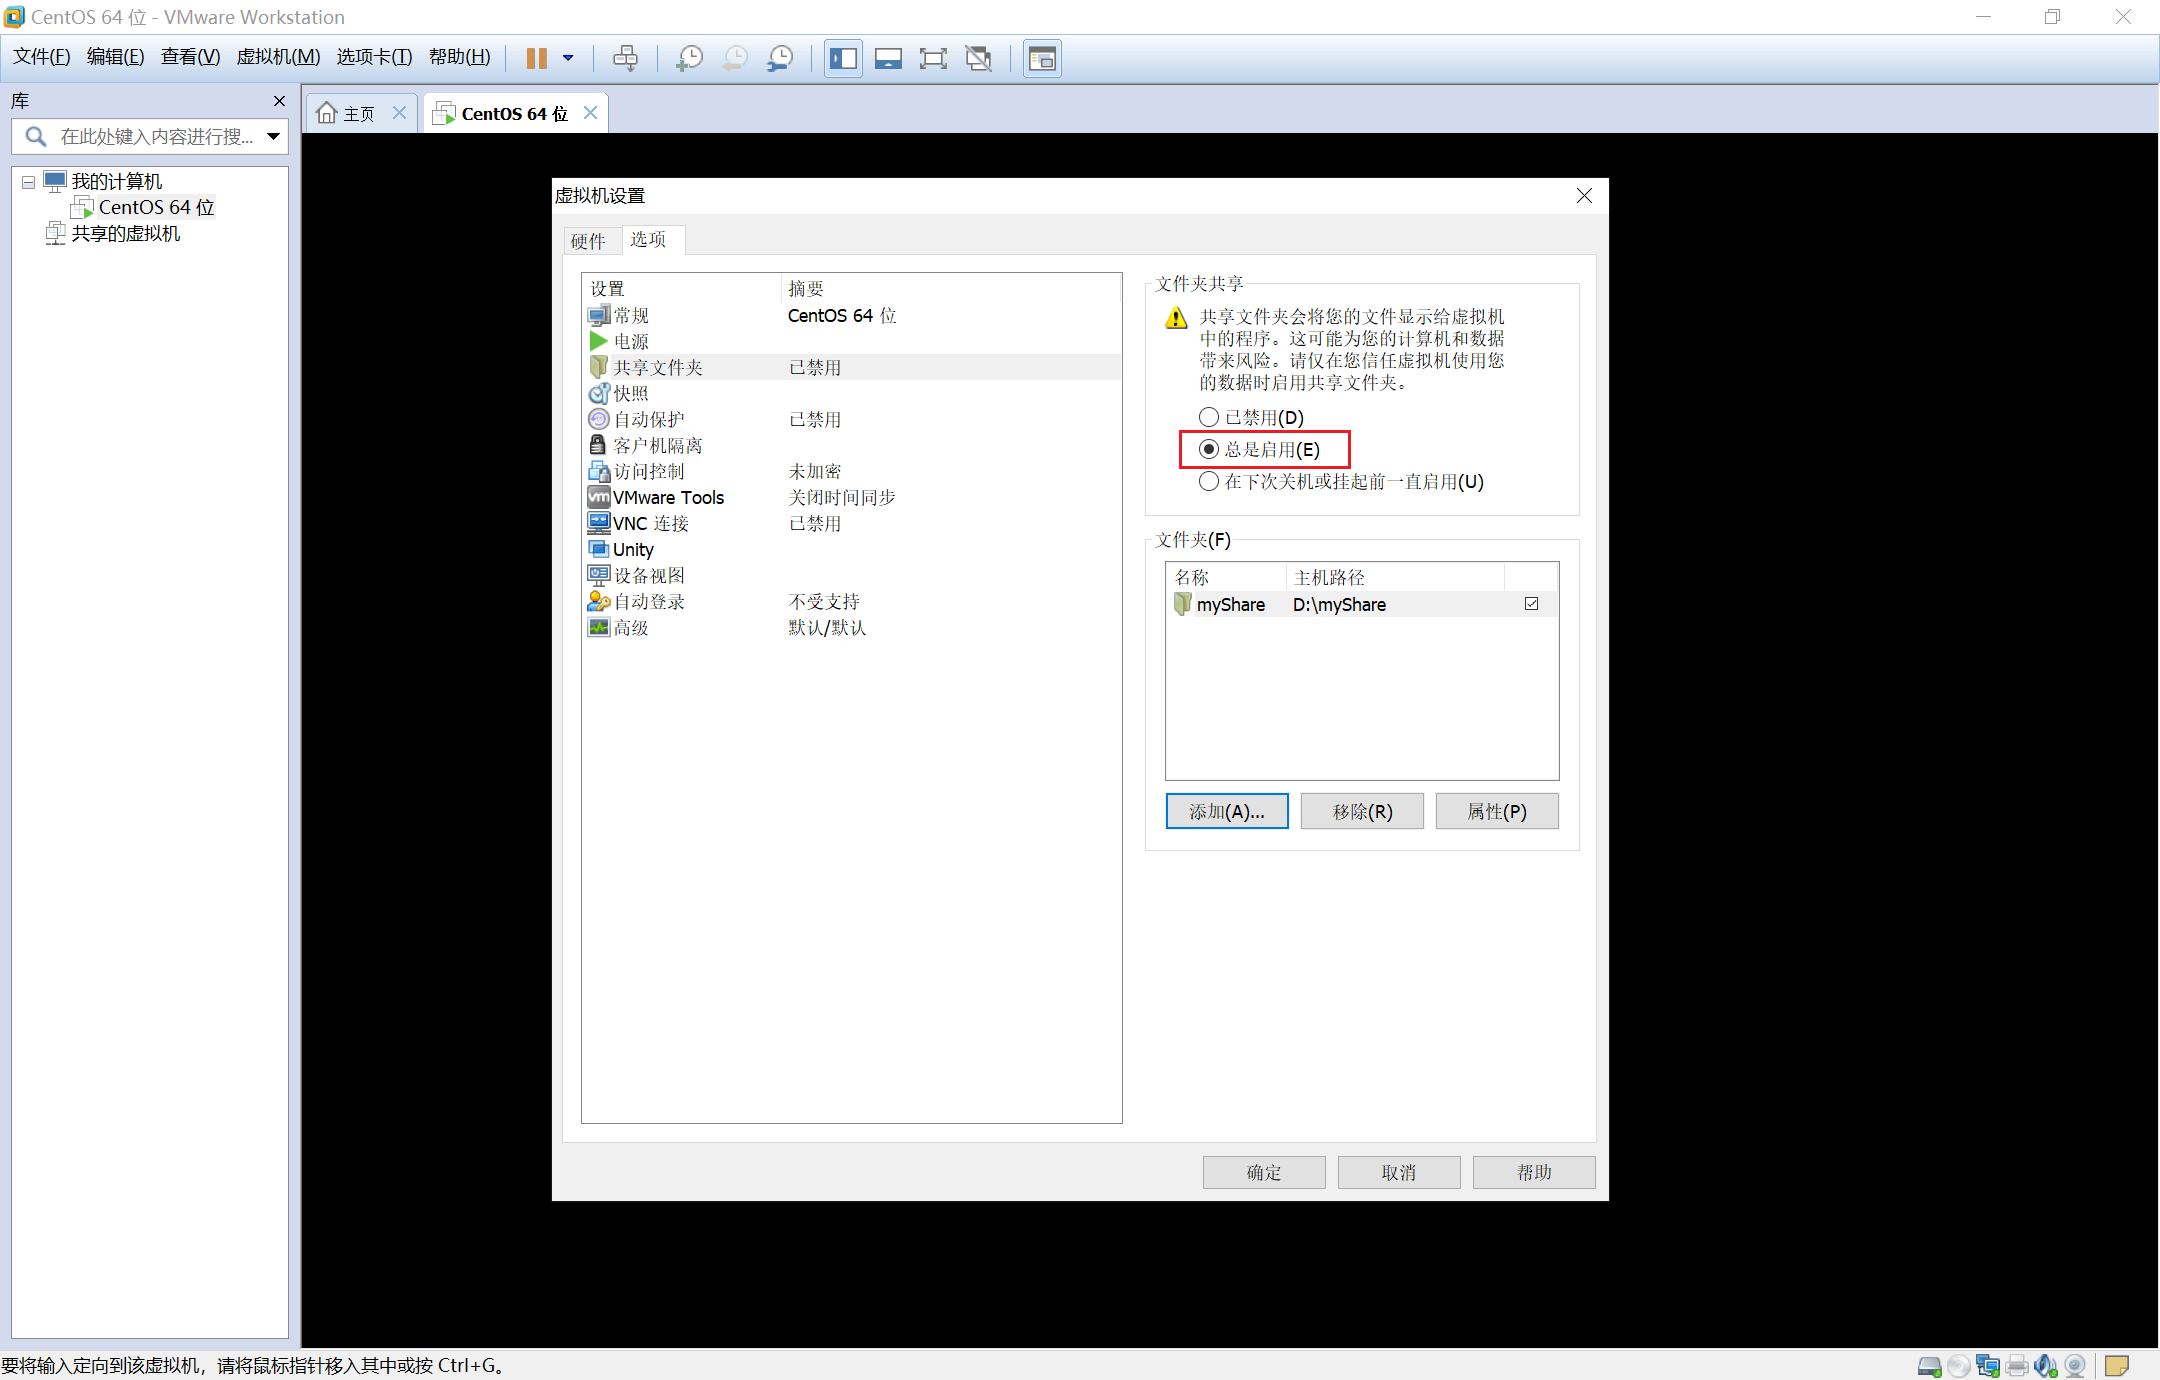 CentOS 64 位 - VMware Workstation
文件(F) 编辑(E) 查看(V) 虚拟机(M) 选项卡(T) 帮助(H)
库
在此处键入内容进行搜...
我的计算机
CentOS 64 位
共享的虚拟机
主页
CentOS 64 位
虚拟机设置
硬件 选项
设置 摘要
常规 CentOS 64 位
电源
共享文件夹 已禁用
快照
自动保护 已禁用
客户机隔离
访问控制 未加密
VMware Tools 关闭时间同步
VNC 连接 已禁用
Unity
设备视图
自动登录 不受支持
高级 默认/默认
文件夹共享
共享文件夹会将您的文件显示给虚拟机
中的程序。这可能为您的计算机和数据
带来风险。请仅在您信任虚拟机使用您
的数据时启用共享文件夹。
已禁用(D)
总是启用(E)
在下次关机或挂起前一直启用(U)
文件夹(F)
名称 主机路径
myShare D:\myShare
添加(A)... 移除(R) 属性(P)
确定 取消 帮助
要将输入定向到该虚拟机，请将鼠标指针移入其中或按 Ctrl+G。